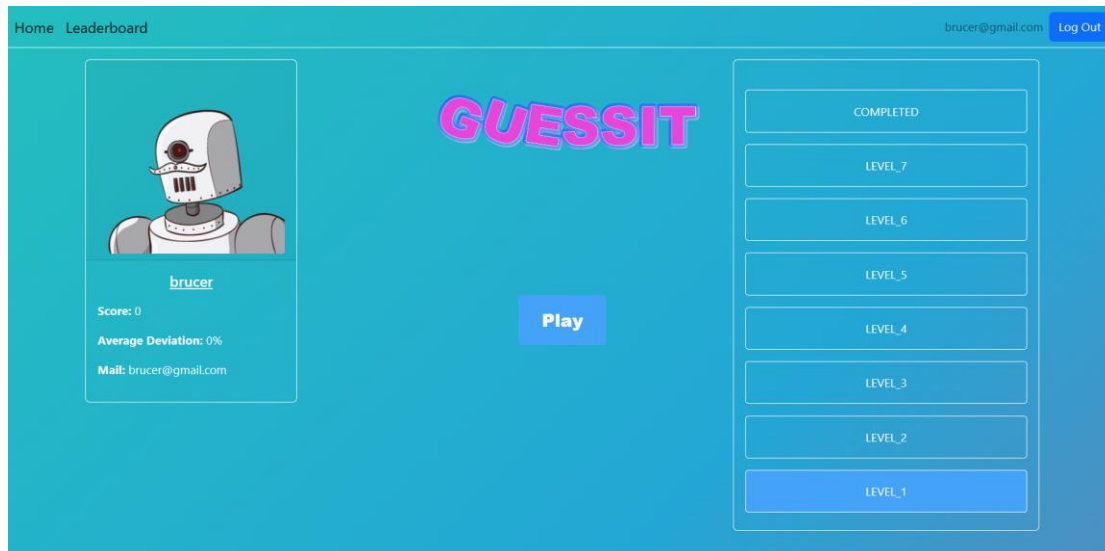 Home Leaderboard
brucer@gmail.com Log Out
brucer
Score: 0
Average Deviation: 0%
Mail: brucer@gmail.com
GUESSIT
Play
COMPLETED
LEVEL_7
LEVEL_6
LEVEL_5
LEVEL_4
LEVEL_3
LEVEL_2
LEVEL_1